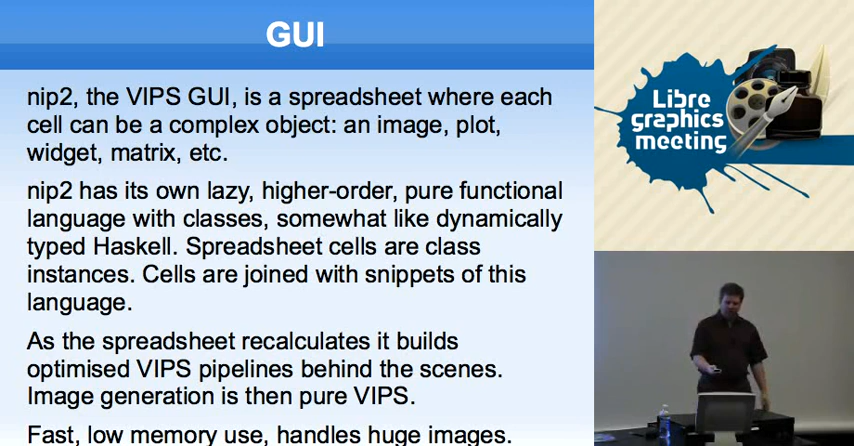 GUI
nip2, the VIPS GUI, is a spreadsheet where each
cell can be a complex object: an image, plot,
widget, matrix, etc.
nip2 has its own lazy, higher-order, pure functional
language with classes, somewhat like dynamically
typed Haskell. Spreadsheet cells are class
instances. Cells are joined with snippets of this
language.
As the spreadsheet recalculates it builds
optimised VIPS pipelines behind the scenes.
Image generation is then pure VIPS.
Fast, low memory use, handles huge images.
Libre
graphics
meeting